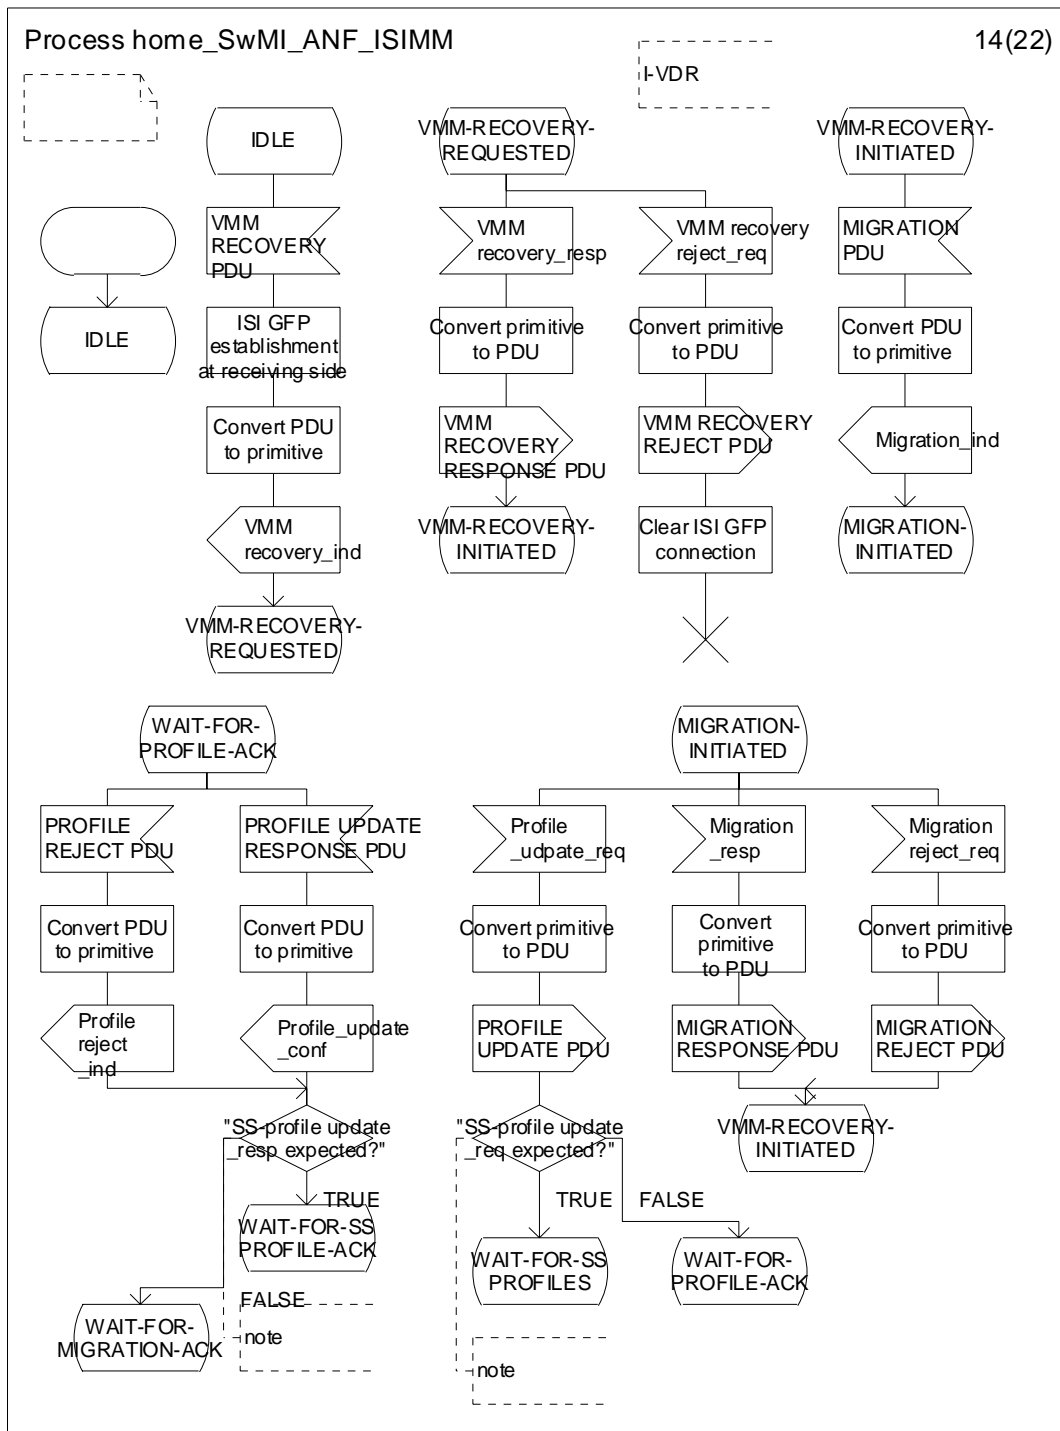 Process home_SwMI_ANF_ISIMM
14(22)
I-VDR
IDLE
VMM
RECOVERY
PDU
ISI GFP
establishment
at receiving side
Convert PDU
to primitive
VMM
recovery_ind
VMM-RECOVERY-
REQUESTED
IDLE
VMM-RECOVERY-
REQUESTED
VMM
recovery_resp
Convert primitive
to PDU
VMM
RECOVERY
RESPONSE PDU
VMM-RECOVERY-
INITIATED
VMM recovery
reject_req
Convert primitive
to PDU
VMM RECOVERY
REJECT PDU
Clear ISI GFP
connection
VMM-RECOVERY-
INITIATED
MIGRATION
PDU
Convert PDU
to primitive
Migration_ind
MIGRATION-
INITIATED
WAIT-FOR-
PROFILE-ACK
PROFILE
REJECT PDU
Convert PDU
to primitive
Profile
reject
_ind
PROFILE UPDATE
RESPONSE PDU
Convert PDU
to primitive
Profile_update
_conf
"SS-profile update
_resp expected?"
TRUE
WAIT-FOR-SS
PROFILE-ACK
FALSE
WAIT-FOR-
MIGRATION-ACK
note
MIGRATION-
INITIATED
Profile
_udpate_req
Convert primitive
to PDU
PROFILE
UPDATE PDU
"SS-profile update
_req expected?"
TRUE
FALSE
WAIT-FOR-SS
PROFILES
WAIT-FOR-
PROFILE-ACK
note
Migration
_resp
Convert
primitive
to PDU
MIGRATION
RESPONSE PDU
Migration
reject_req
Convert primitive
to PDU
MIGRATION
REJECT PDU
VMM-RECOVERY-
INITIATED